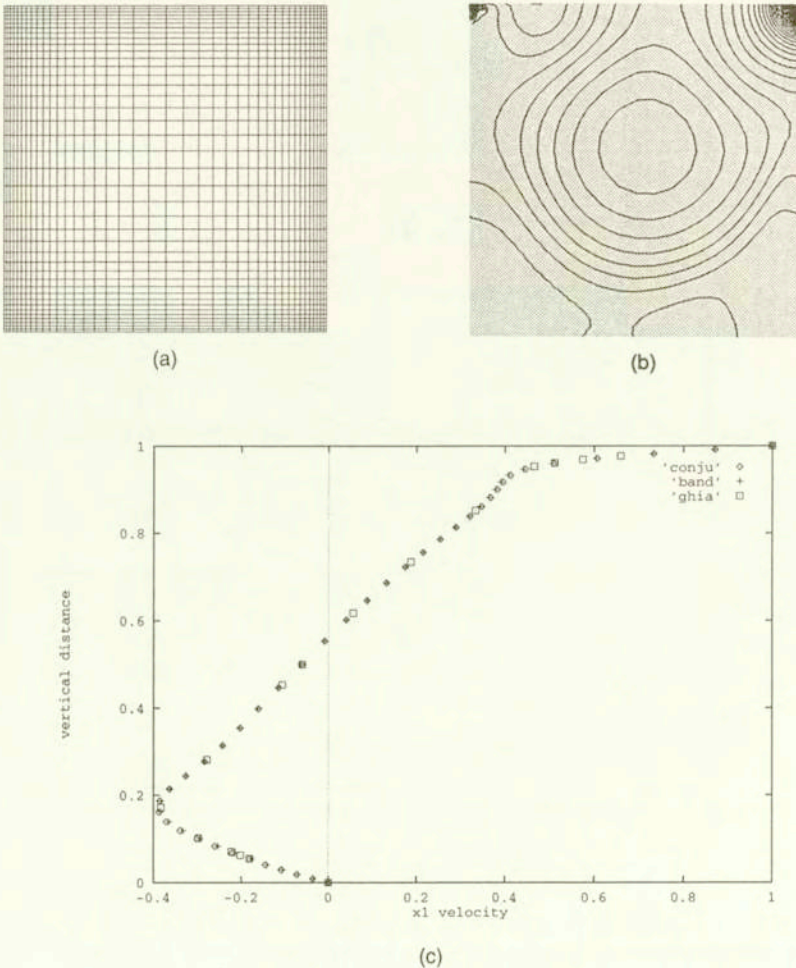 (a)
(b)
1
0.8
0.6
0.4
0.2
0
vertical distance
'conju'
'band'
'ghia'
-0.4
-0.2
0
0.2
0.4
0.6
0.8
1
x1 velocity
(c)